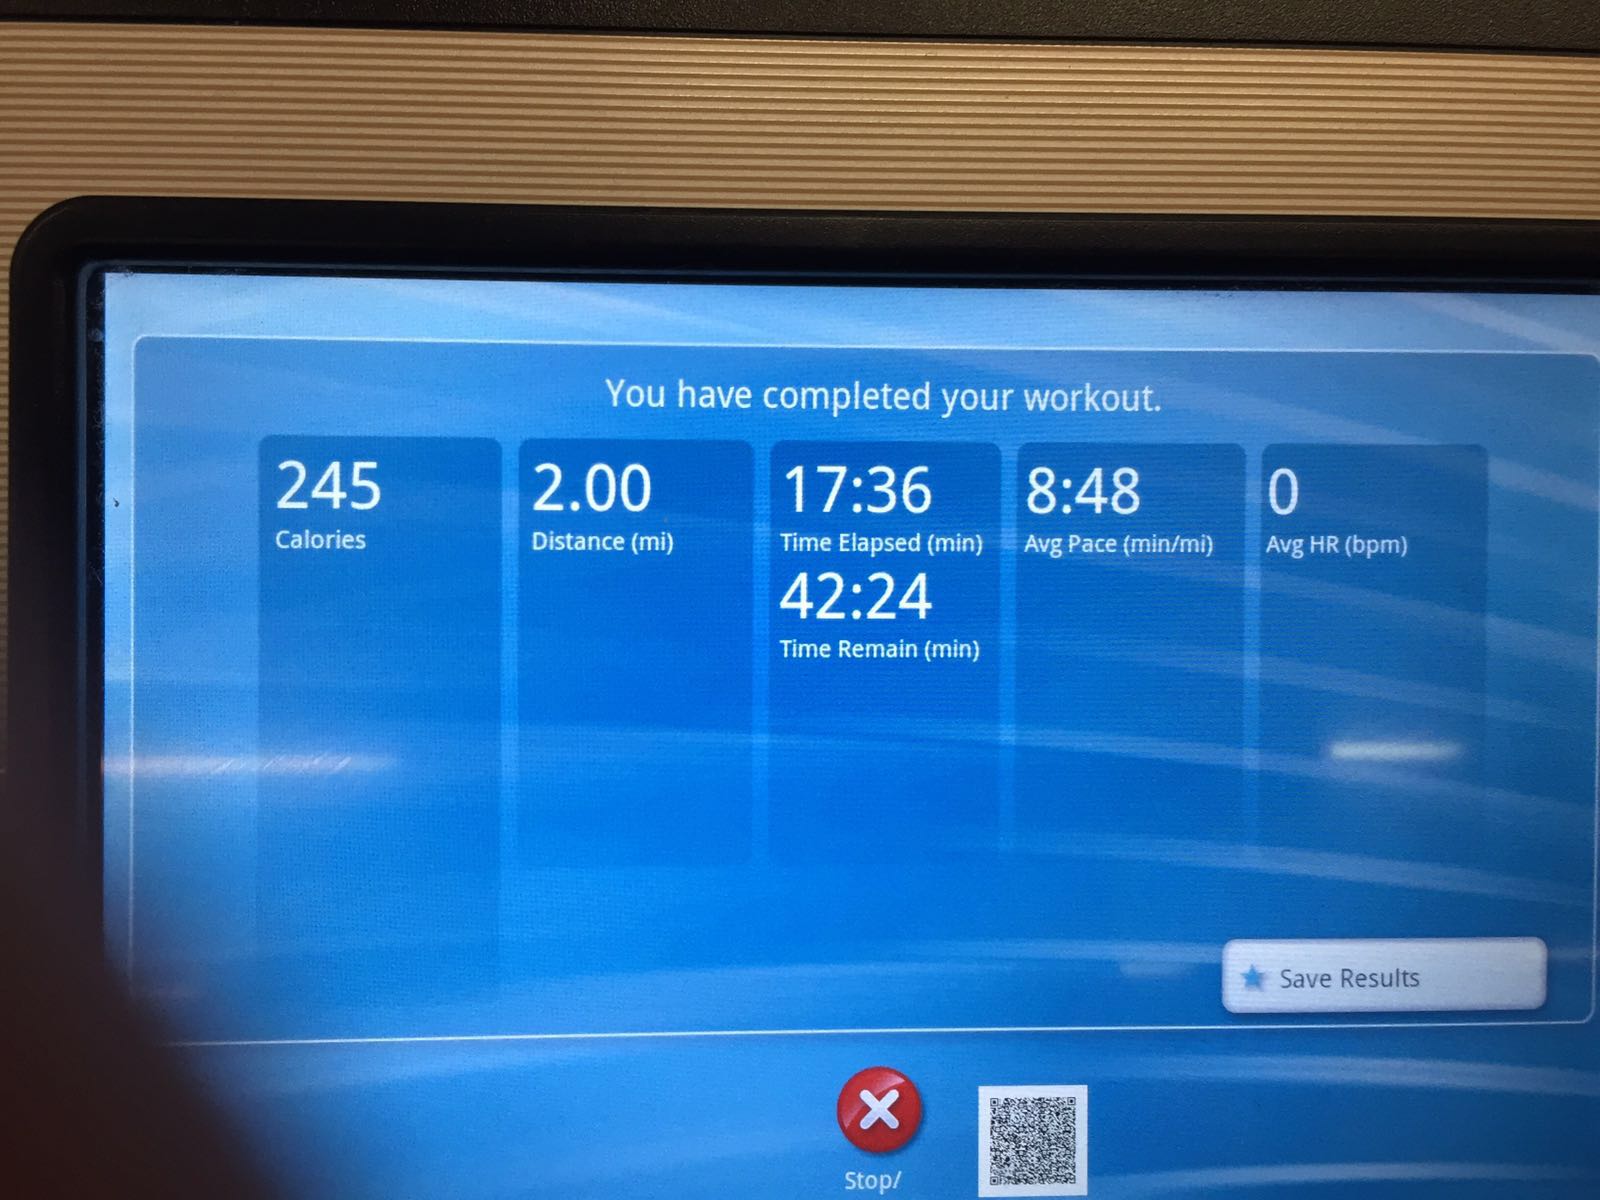 You have completed your workout.
245
Calories
2.00
Distance (mi)
17:36
Time Elapsed (min)
42:24
Time Remain (min)
8:48
Avg Pace (min/mi)
0
Avg HR (bpm)
Save Results
Stop/